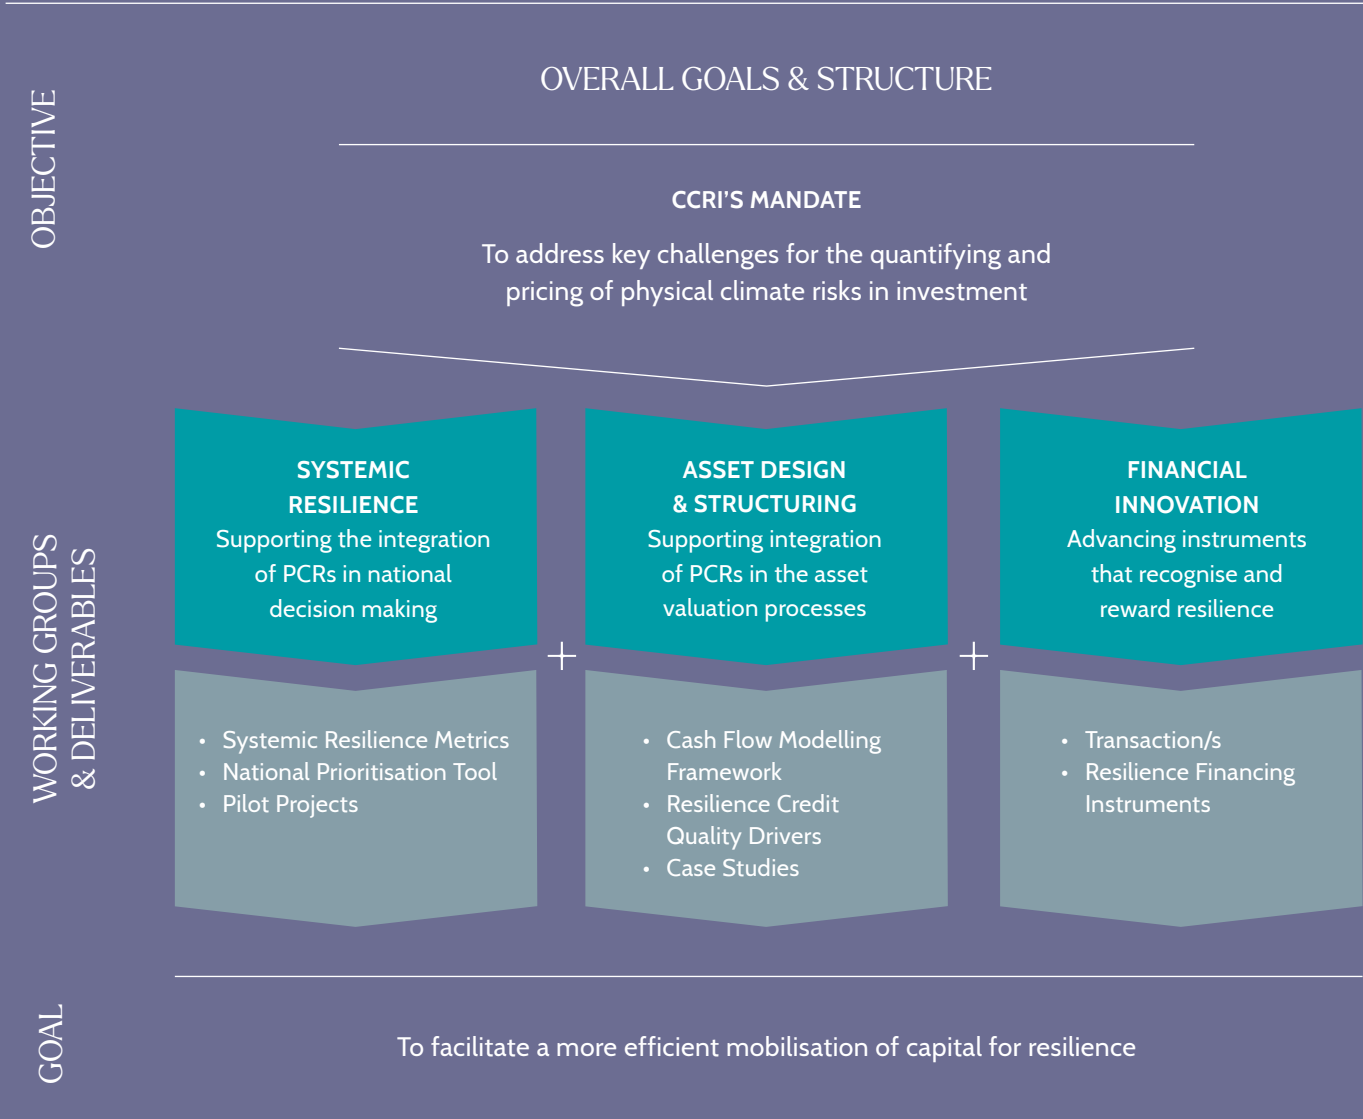 OVERALL GOALS & STRUCTURE
OBJECTIVE
CCRI'S MANDATE
To address key challenges for the quantifying and
pricing of physical climate risks in investment
WORKING GROUPS
& DELIVERABLES
SYSTEMIC
RESILIENCE
Supporting the integration
of PCRs in national
decision making
• Systemic Resilience Metrics
• National Prioritisation Tool
• Pilot Projects
+
ASSET DESIGN
& STRUCTURING
Supporting integration
of PCRs in the asset
valuation processes
• Cash Flow Modelling
Framework
• Resilience Credit
Quality Drivers
• Case Studies
+
FINANCIAL
INNOVATION
Advancing instruments
that recognise and
reward resilience
• Transaction/s
• Resilience Financing
Instruments
GOAL
To facilitate a more efficient mobilisation of capital for resilience